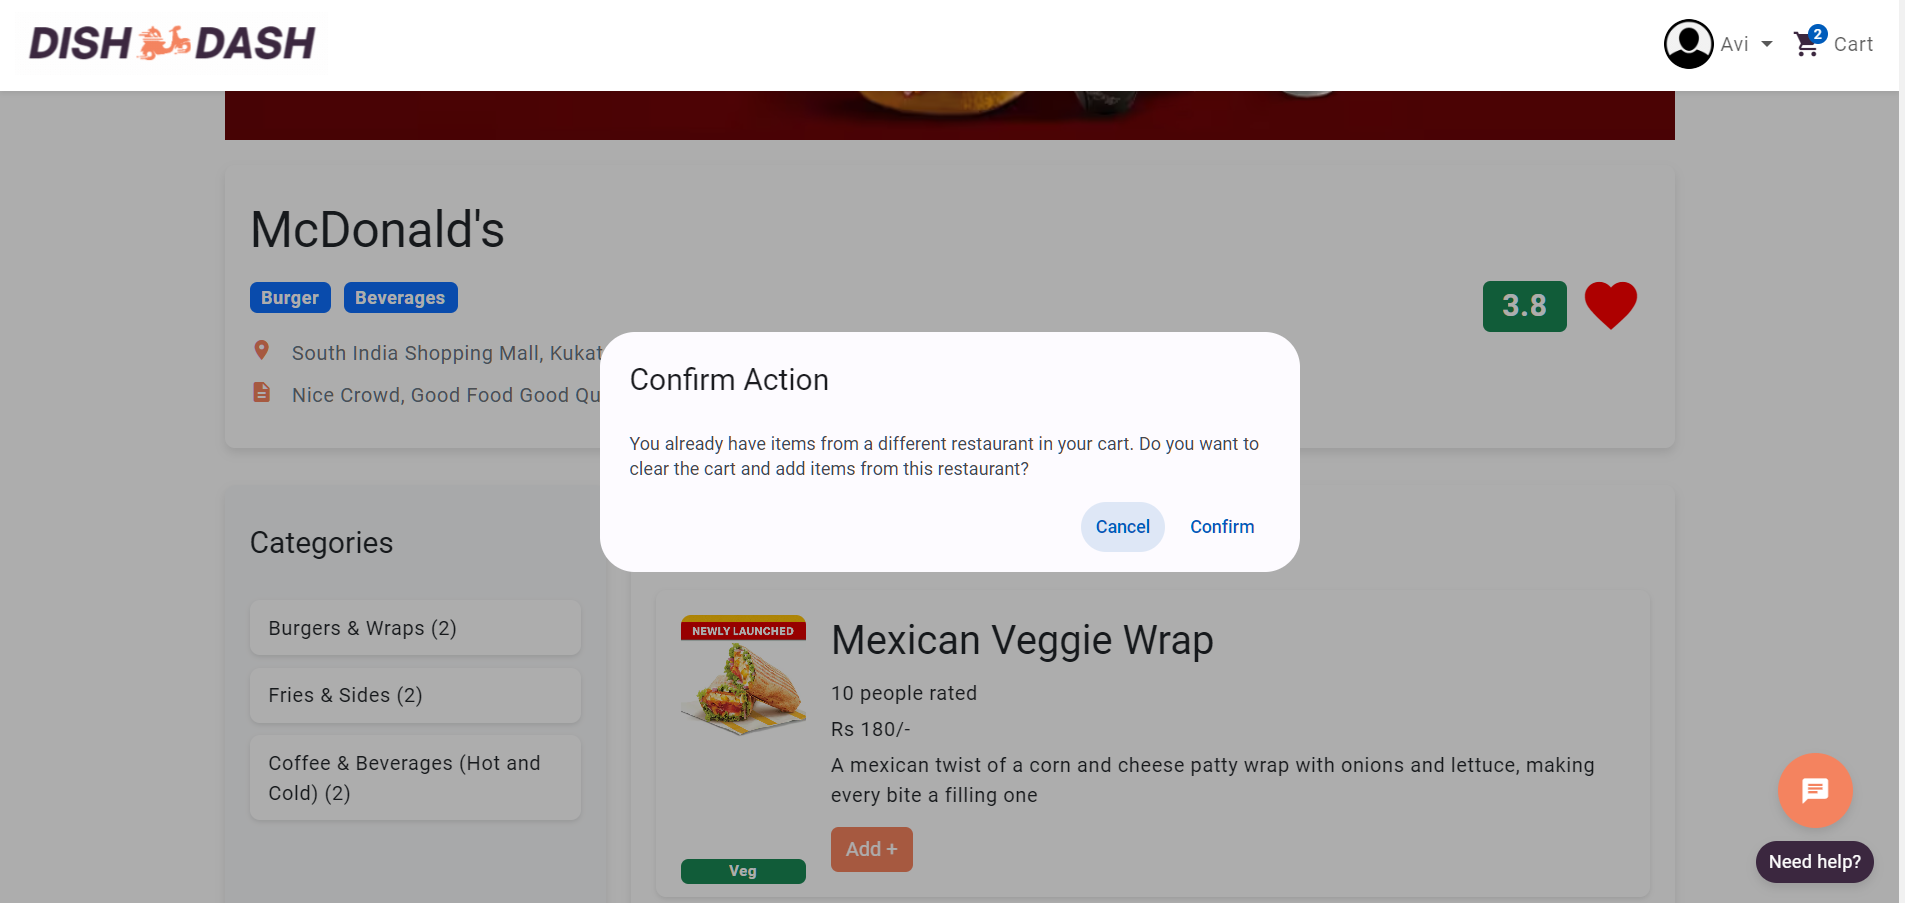 DISH DASH
Avi
2
Cart
McDonald's
Burger
Beverages
3.8
South India Shopping Mall, Kukat
Nice Crowd, Good Food Good Qu
Confirm Action
You already have items from a different restaurant in your cart. Do you want to
clear the cart and add items from this restaurant?
Cancel
Confirm
Categories
Burgers & Wraps (2)
Fries & Sides (2)
Coffee & Beverages (Hot and
Cold) (2)
NEWLY LAUNCHED
Mexican Veggie Wrap
10 people rated
Rs 180/-
A mexican twist of a corn and cheese patty wrap with onions and lettuce, making
every bite a filling one
Add +
Veg
Need help?